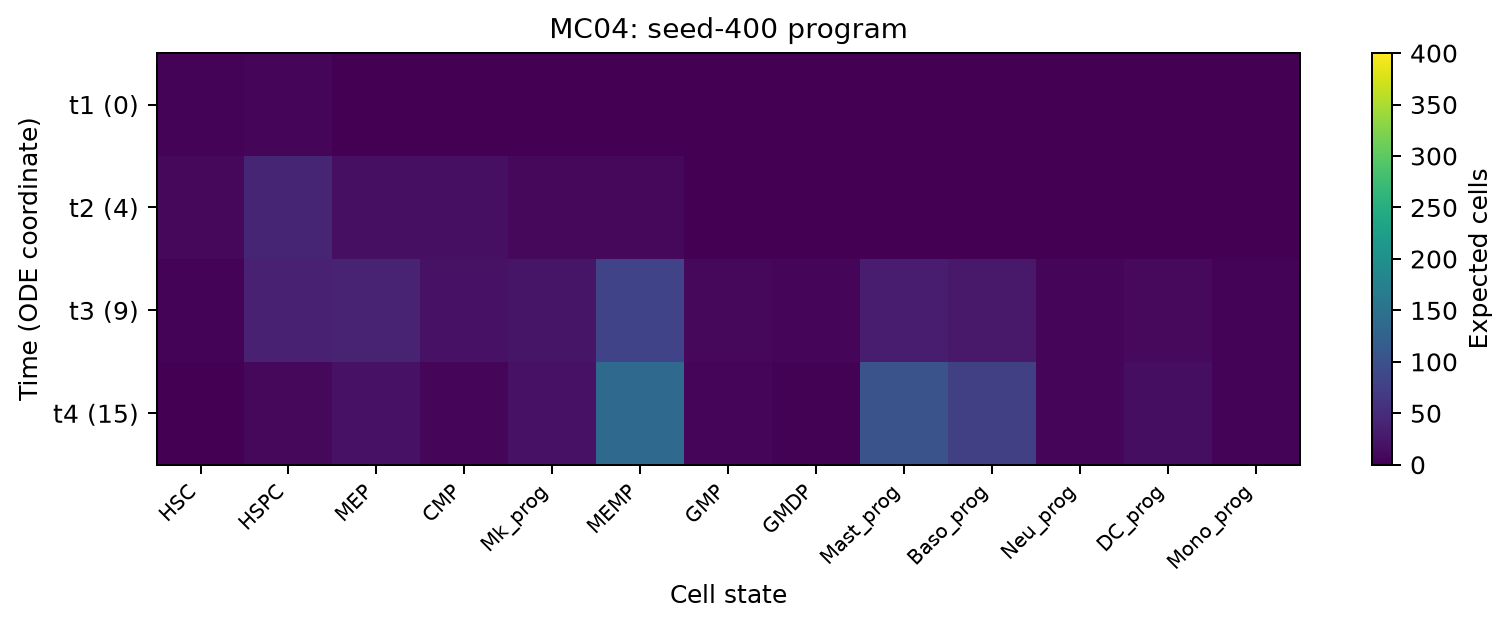 MC04: seed-400 program
Time (ODE coordinate)
t1 (0)
t2 (4)
t3 (9)
t4 (15)
HSC
HSPC
MEP
CMP
Mk_prog
MEMP
GMP
GMDP
Mast_prog
Baso_prog
Neu_prog
DC_prog
Mono_prog
Cell state
400
350
300
250
200
150
100
50
0
Expected cells